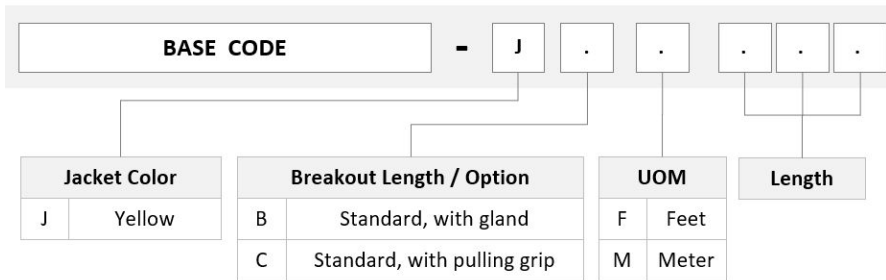 BASE CODE - J . . . . .
Jacket Color
J Yellow
Breakout Length / Option
B Standard, with gland
C Standard, with pulling grip
UOM
F Feet
M Meter
Length